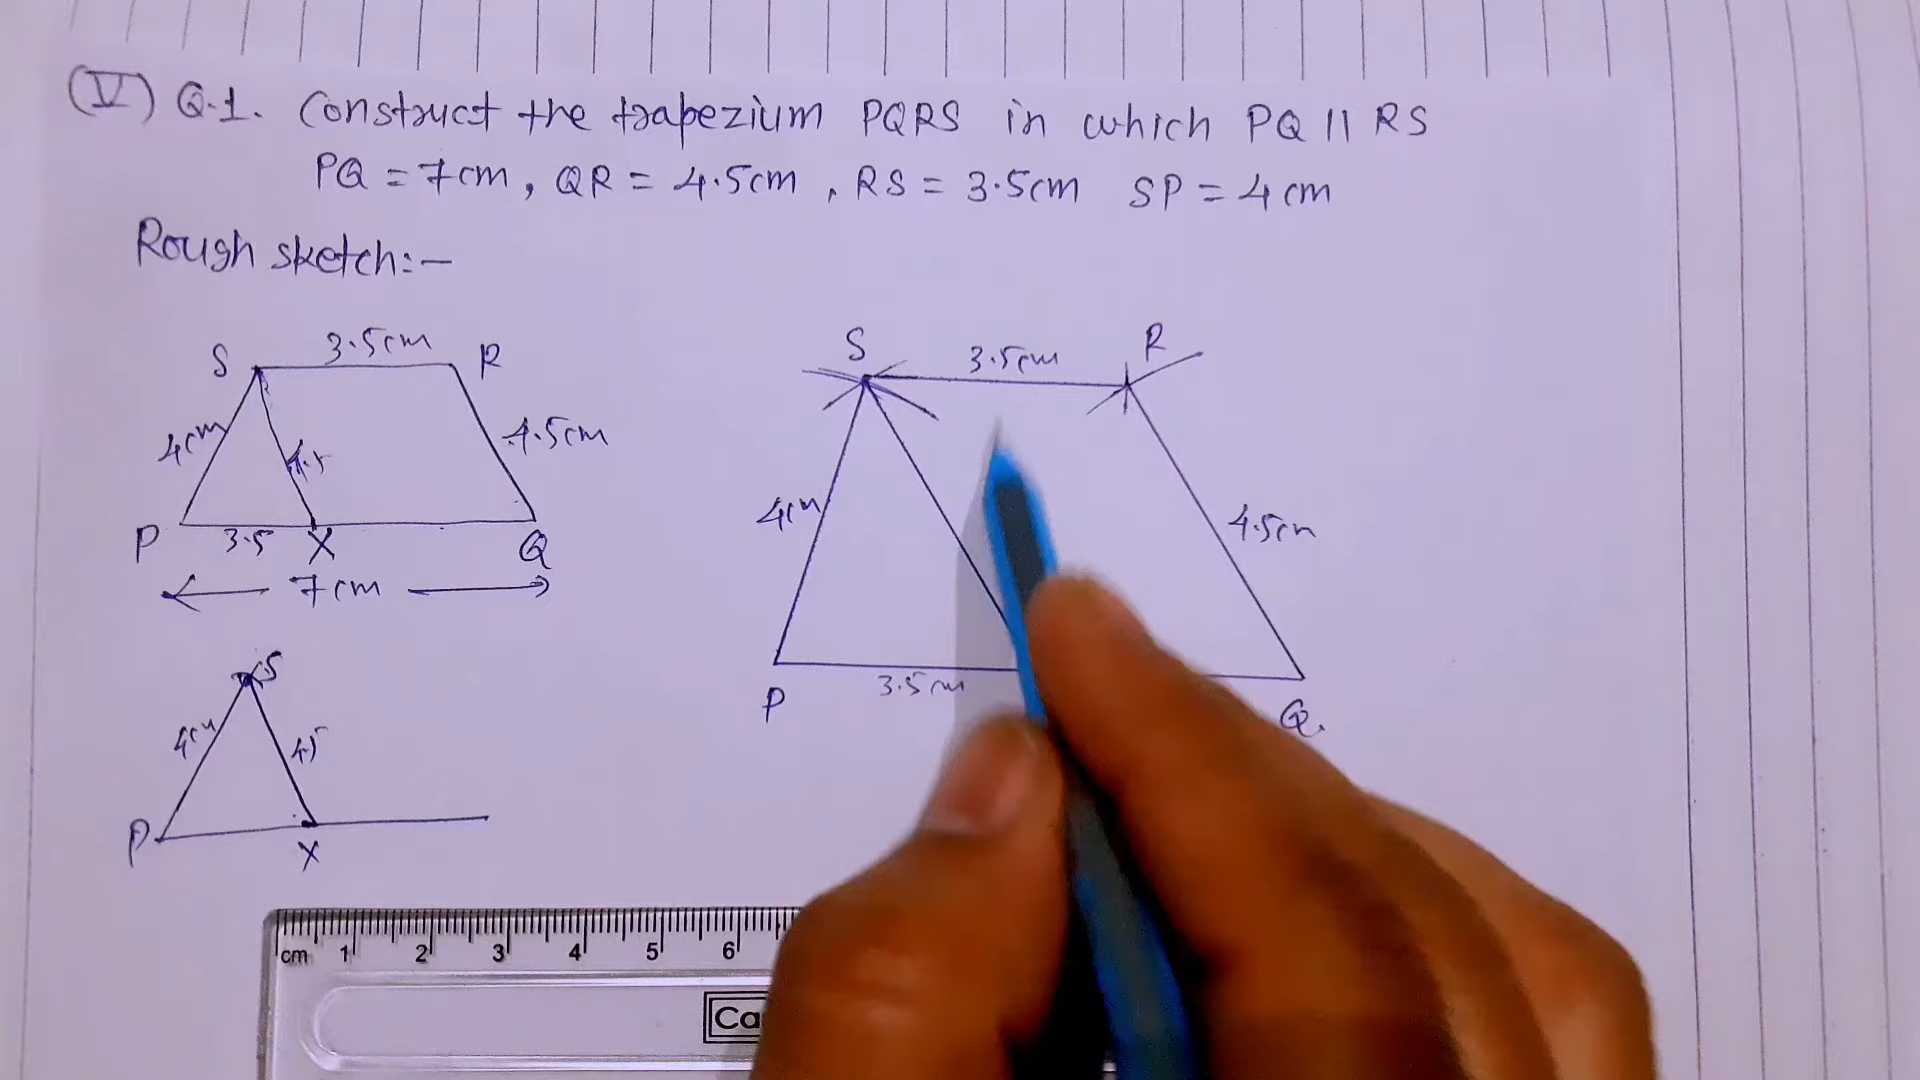 (V) Q.1. Construct the trapezium PQRS in which PQ || RS
PQ = 7cm, QR = 4.5cm, RS = 3.5cm SP = 4cm
Rough sketch:-
S 3.5cm R
4cm 4.5 4.5cm
P 3.5 X Q
7cm
S
4cm 4.5
P X
S 3.5cm R
4cm 4.5cm
P 3.5cm Q.
cm 1 2 3 4 5 6
Ca